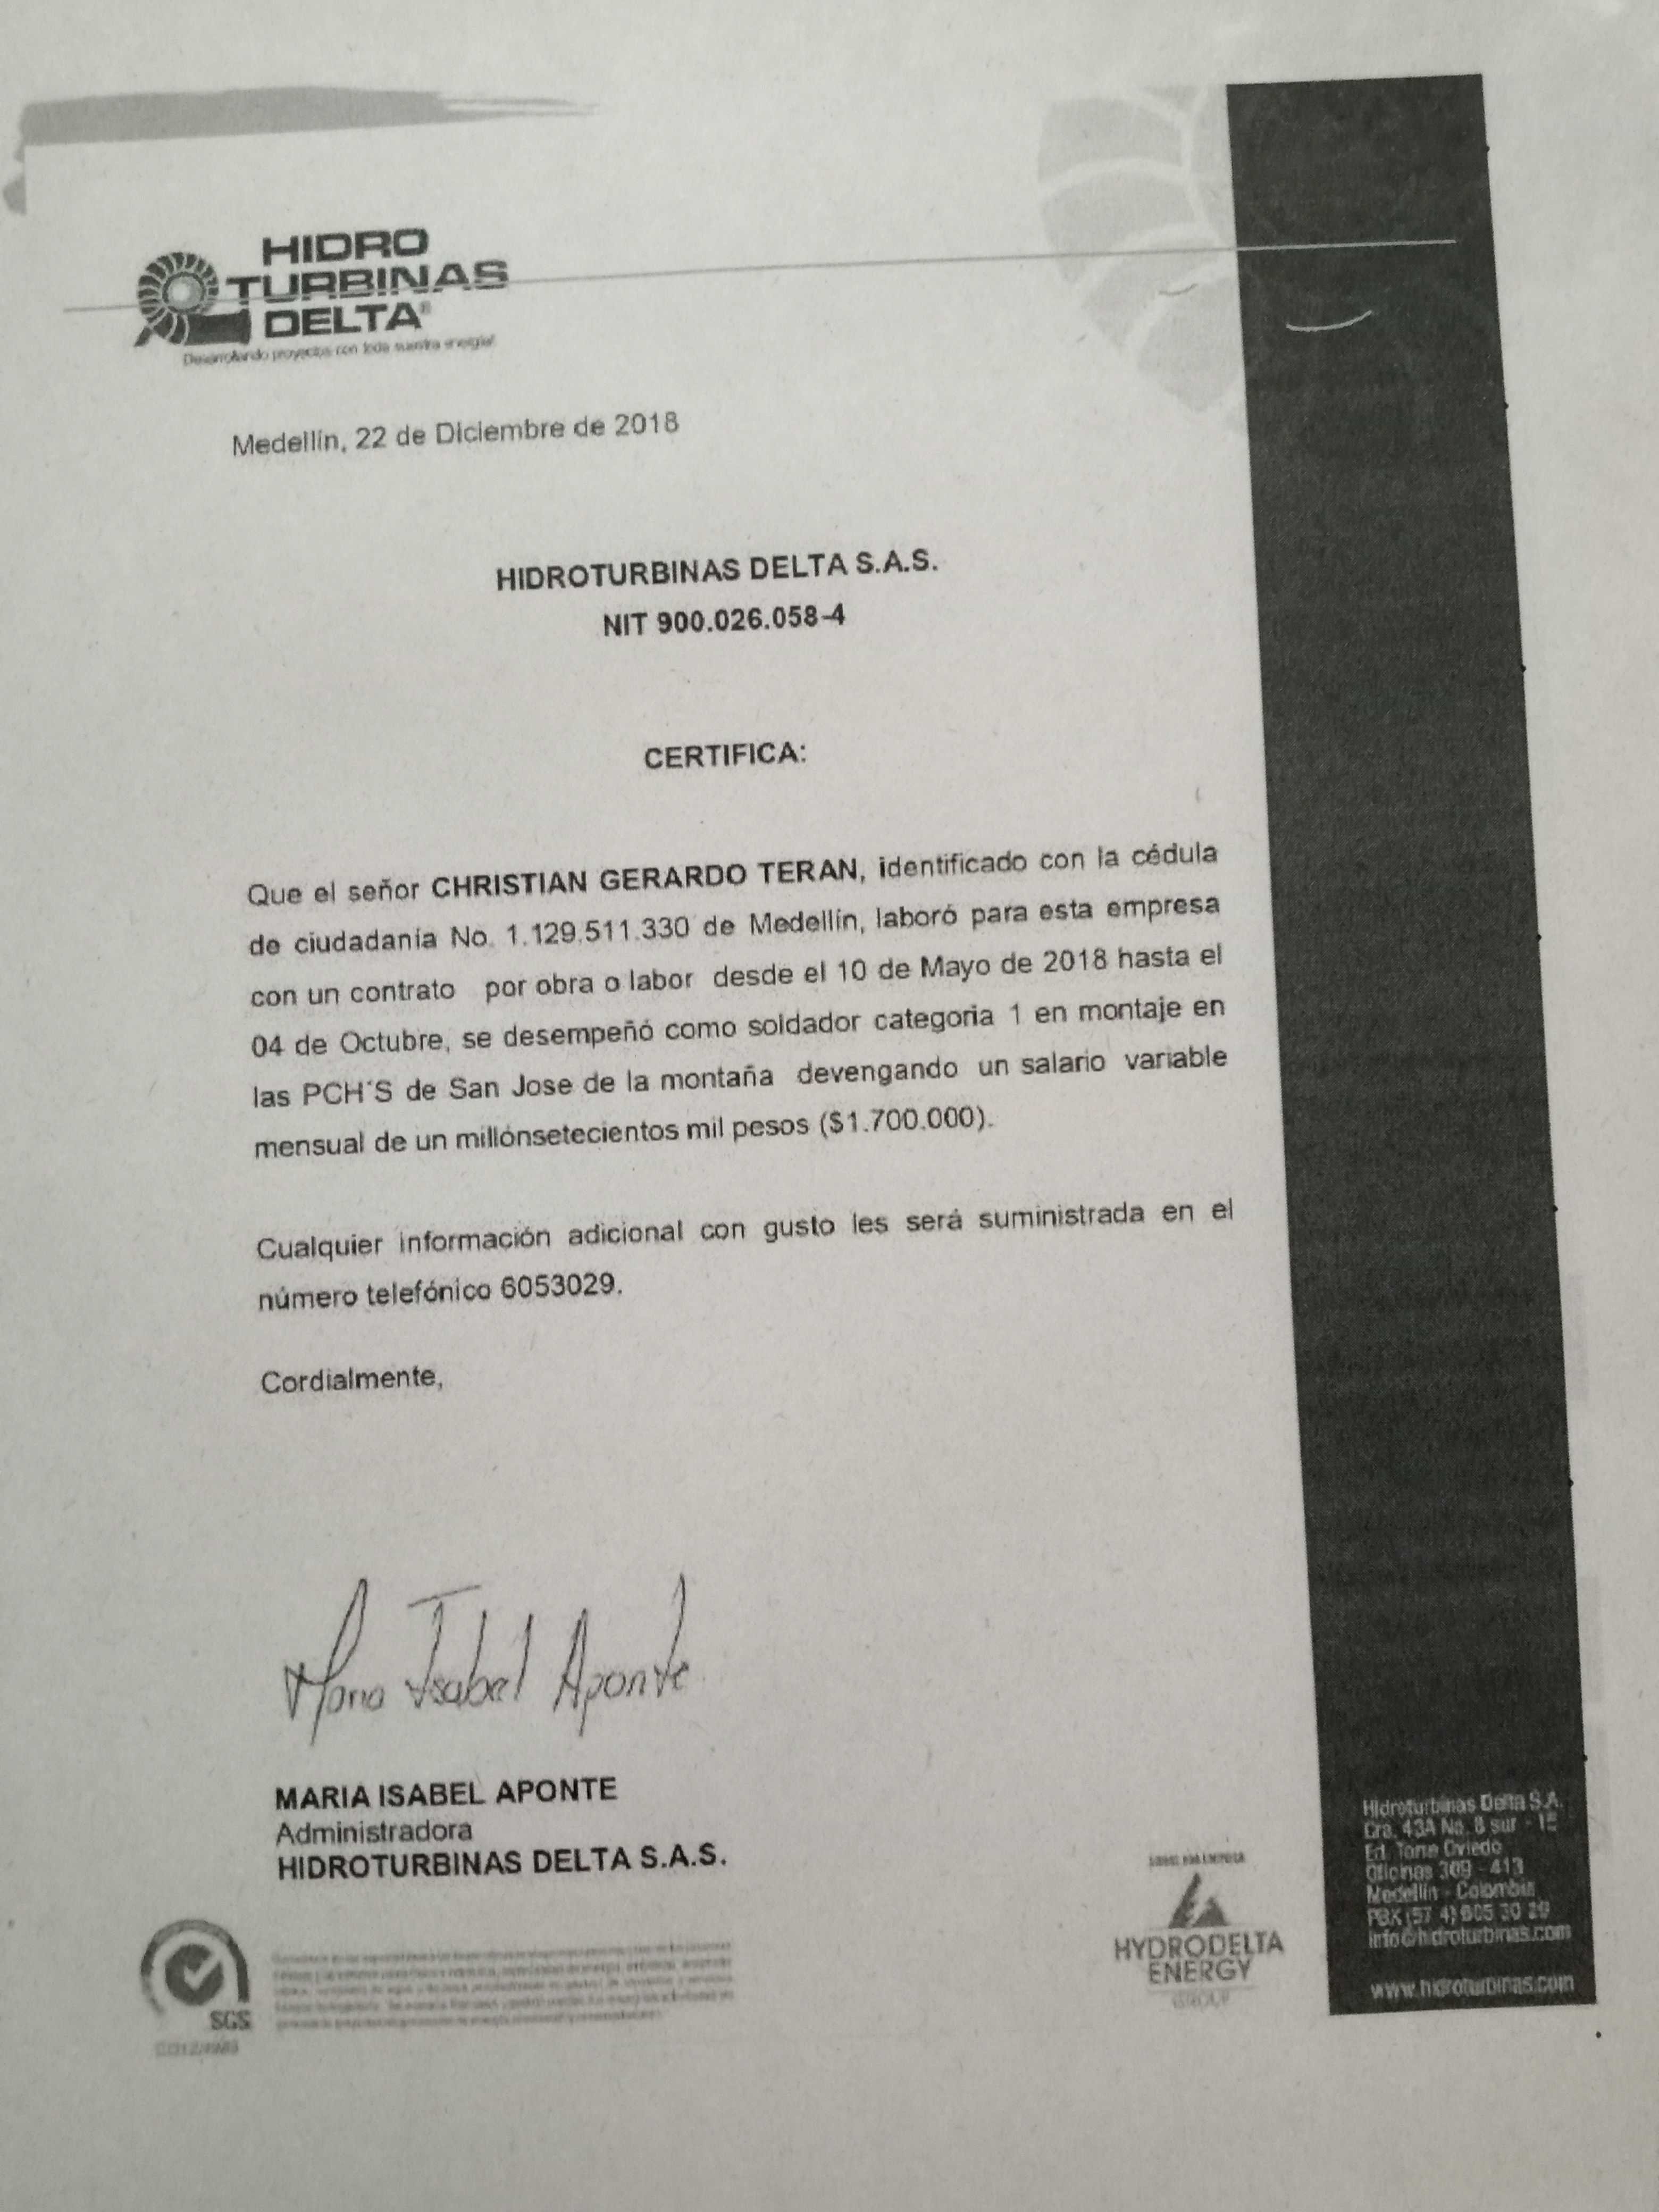 HIDRO
TURBINAS
DELTA®
Desarrollando proyectos con toda nuestra energía!
Medellín, 22 de Diciembre de 2018
HIDROTURBINAS DELTA S.A.S.
NIT 900.026.058-4
CERTIFICA:
Que el señor CHRISTIAN GERARDO TERAN, identificado con la cédula
de ciudadanía No. 1.129.511.330 de Medellín, laboró para esta empresa
con un contrato por obra o labor desde el 10 de Mayo de 2018 hasta el
04 de Octubre, se desempeñó como soldador categoria 1 en montaje en
las PCH´S de San Jose de la montaña devengando un salario variable
mensual de un millónsetecientos mil pesos ($1.700.000).
Cualquier información adicional con gusto les será suministrada en el
número telefónico 6053029.
Cordialmente,
Maria Isabel Aponte
MARIA ISABEL APONTE
Administradora
HIDROTURBINAS DELTA S.A.S.
SGS
HYDRODELTA
ENERGY
GROUP
Hidroturbinas Delta S.A.
Cra. 43A No. 8 sur - 15
Ed. Torre Oviedo
Oficinas 309 - 413
Medellín - Colombia
PBX (57 4) 605 30 29
info@hidroturbinas.com
www.hidroturbinas.com